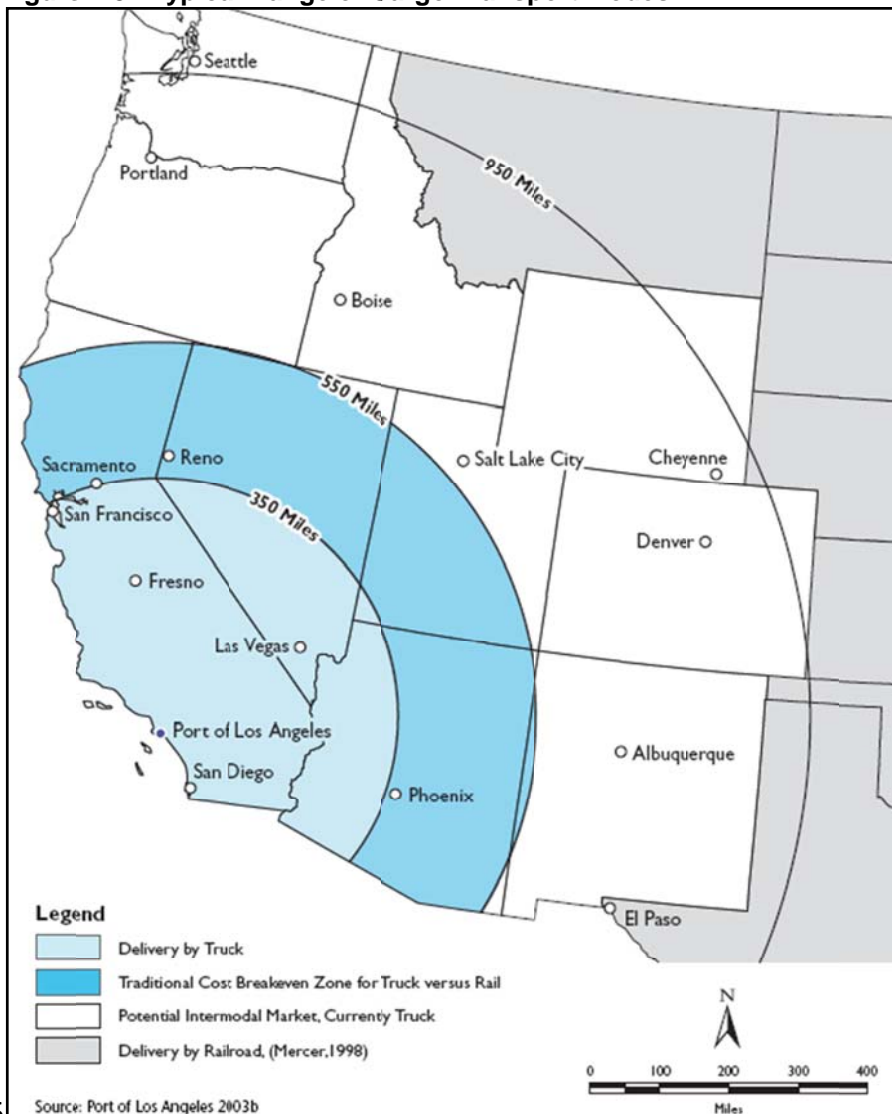 Seattle
Portland
950 Miles
Boise
550 Miles
Reno
Sacramento
Salt Lake City
Cheyenne
350 Miles
San Francisco
Denver
Fresno
Las Vegas
Port of Los Angeles
Albuquerque
San Diego
Phoenix
El Paso
Legend
Delivery by Truck
Traditional Cost Breakeven Zone for Truck versus Rail
Potential Intermodal Market, Currently Truck
Delivery by Railroad, (Mercer,1998)
N
0 100 200 300 400
Miles
Source: Port of Los Angeles 2003b